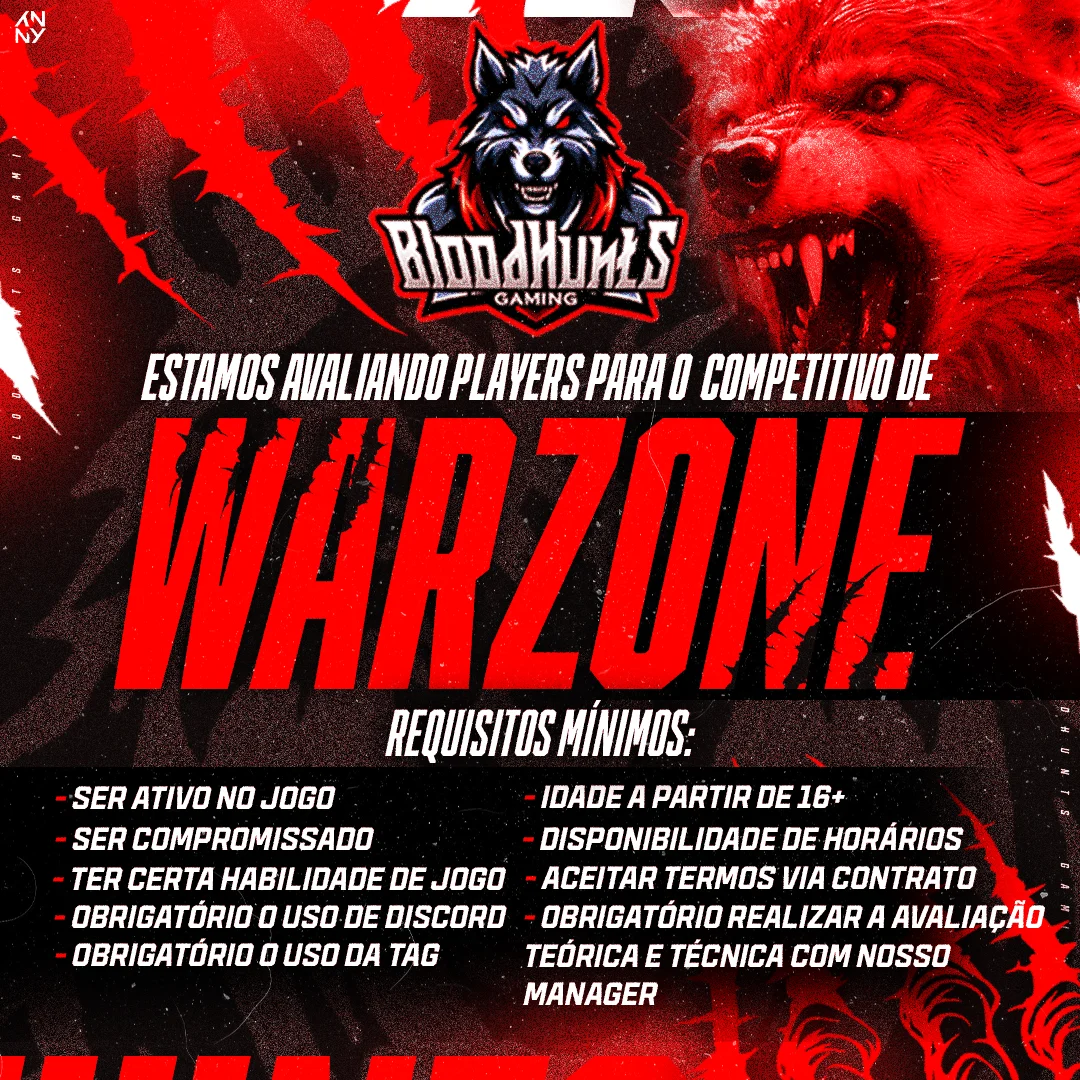 ANNY
BLOODHUNTS
GAMING
ESTAMOS AVALIANDO PLAYERS PARA O COMPETITIVO DE
WARZONE
REQUISITOS MÍNIMOS:
- SER ATIVO NO JOGO
- SER COMPROMISSADO
- TER CERTA HABILIDADE DE JOGO
- OBRIGATÓRIO O USO DE DISCORD
- OBRIGATÓRIO O USO DA TAG
- IDADE A PARTIR DE 16+
- DISPONIBILIDADE DE HORÁRIOS
- ACEITAR TERMOS VIA CONTRATO
- OBRIGATÓRIO REALIZAR A AVALIAÇÃO
TEÓRICA E TÉCNICA COM NOSSO
MANAGER